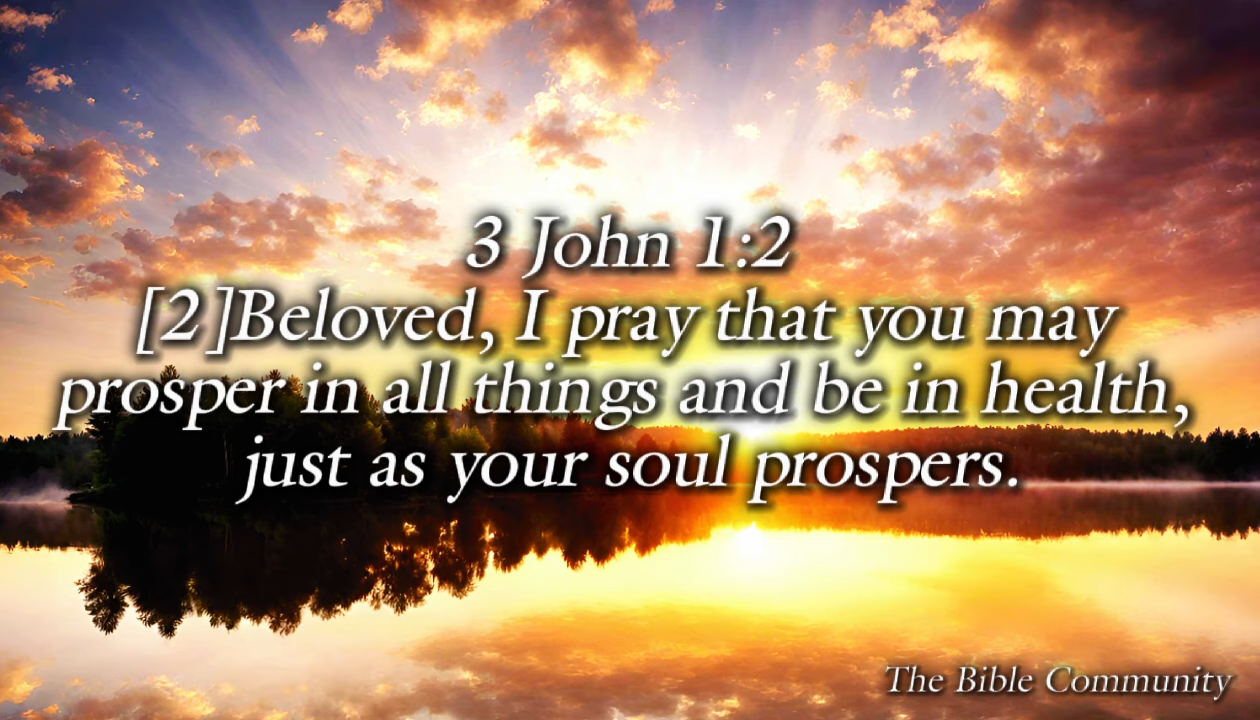 3 John 1:2
[2]Beloved, I pray that you may
prosper in all things and be in health,
just as your soul prospers.
The Bible Community